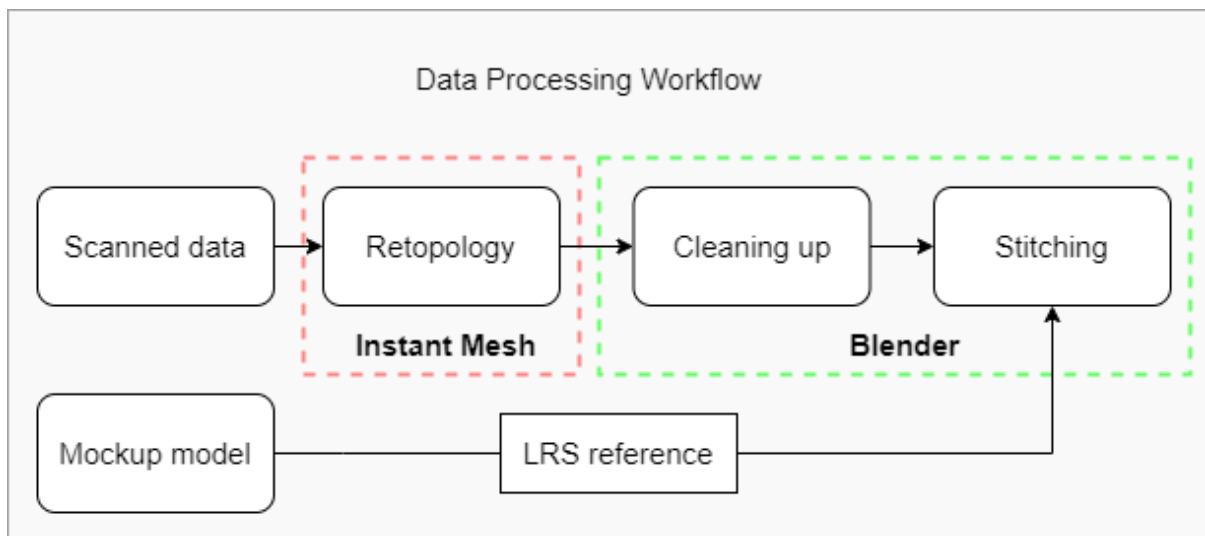 Data Processing Workflow
Scanned data
Retopology
Cleaning up
Stitching
Instant Mesh
Blender
Mockup model
LRS reference